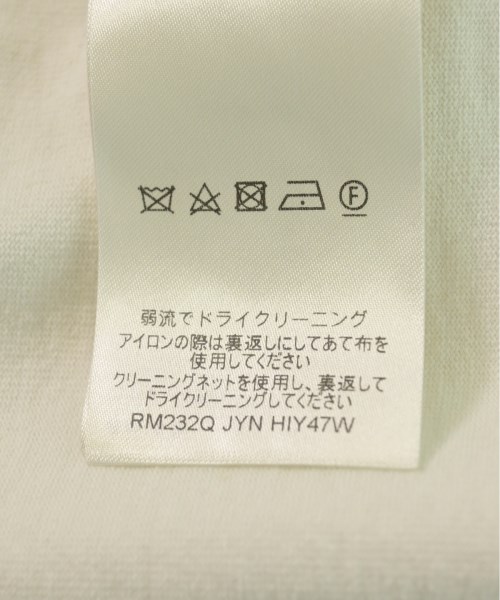 F
弱流でドライクリーニング
アイロンの際は裏返しにしてあて布を
使用してください
クリーニングネットを使用し、裏返して
ドライクリーニングしてください
RM232Q JYN HIY47W